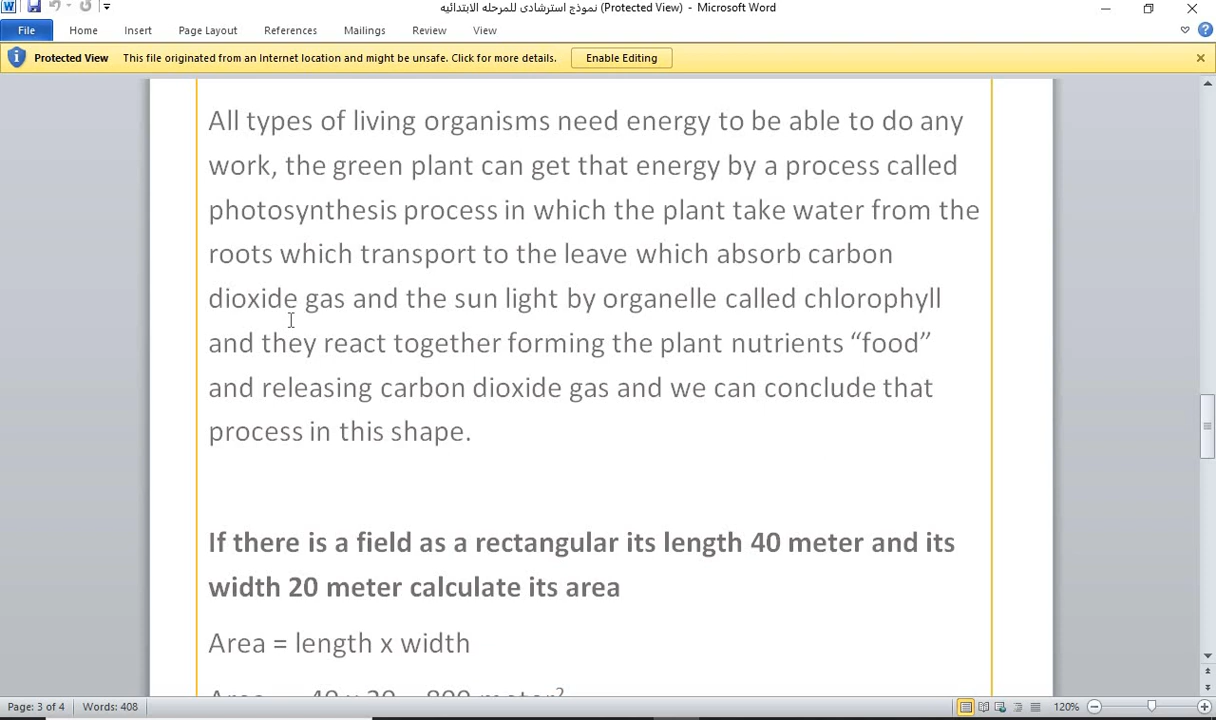 نموذج استرشادى للمرحله الابتدائيه (Protected View) - Microsoft Word
File Home Insert Page Layout References Mailings Review View
Protected View This file originated from an Internet location and might be unsafe. Click for more details. Enable Editing
All types of living organisms need energy to be able to do any
work, the green plant can get that energy by a process called
photosynthesis process in which the plant take water from the
roots which transport to the leave which absorb carbon
dioxide gas and the sun light by organelle called chlorophyll
and they react together forming the plant nutrients “food”
and releasing carbon dioxide gas and we can conclude that
process in this shape.
If there is a field as a rectangular its length 40 meter and its
width 20 meter calculate its area
Area = length x width
Area = 40 x 20 = 800 meter²
Page: 3 of 4 Words: 408 120%